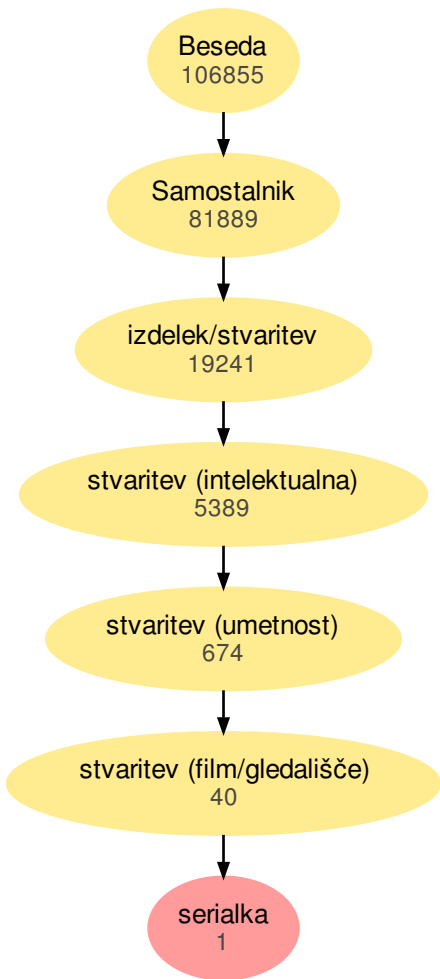 Beseda
106855
Samostalnik
81889
izdelek/stvaritev
19241
stvaritev (intelektualna)
5389
stvaritev (umetnost)
674
stvaritev (film/gledališče)
40
serialka
1